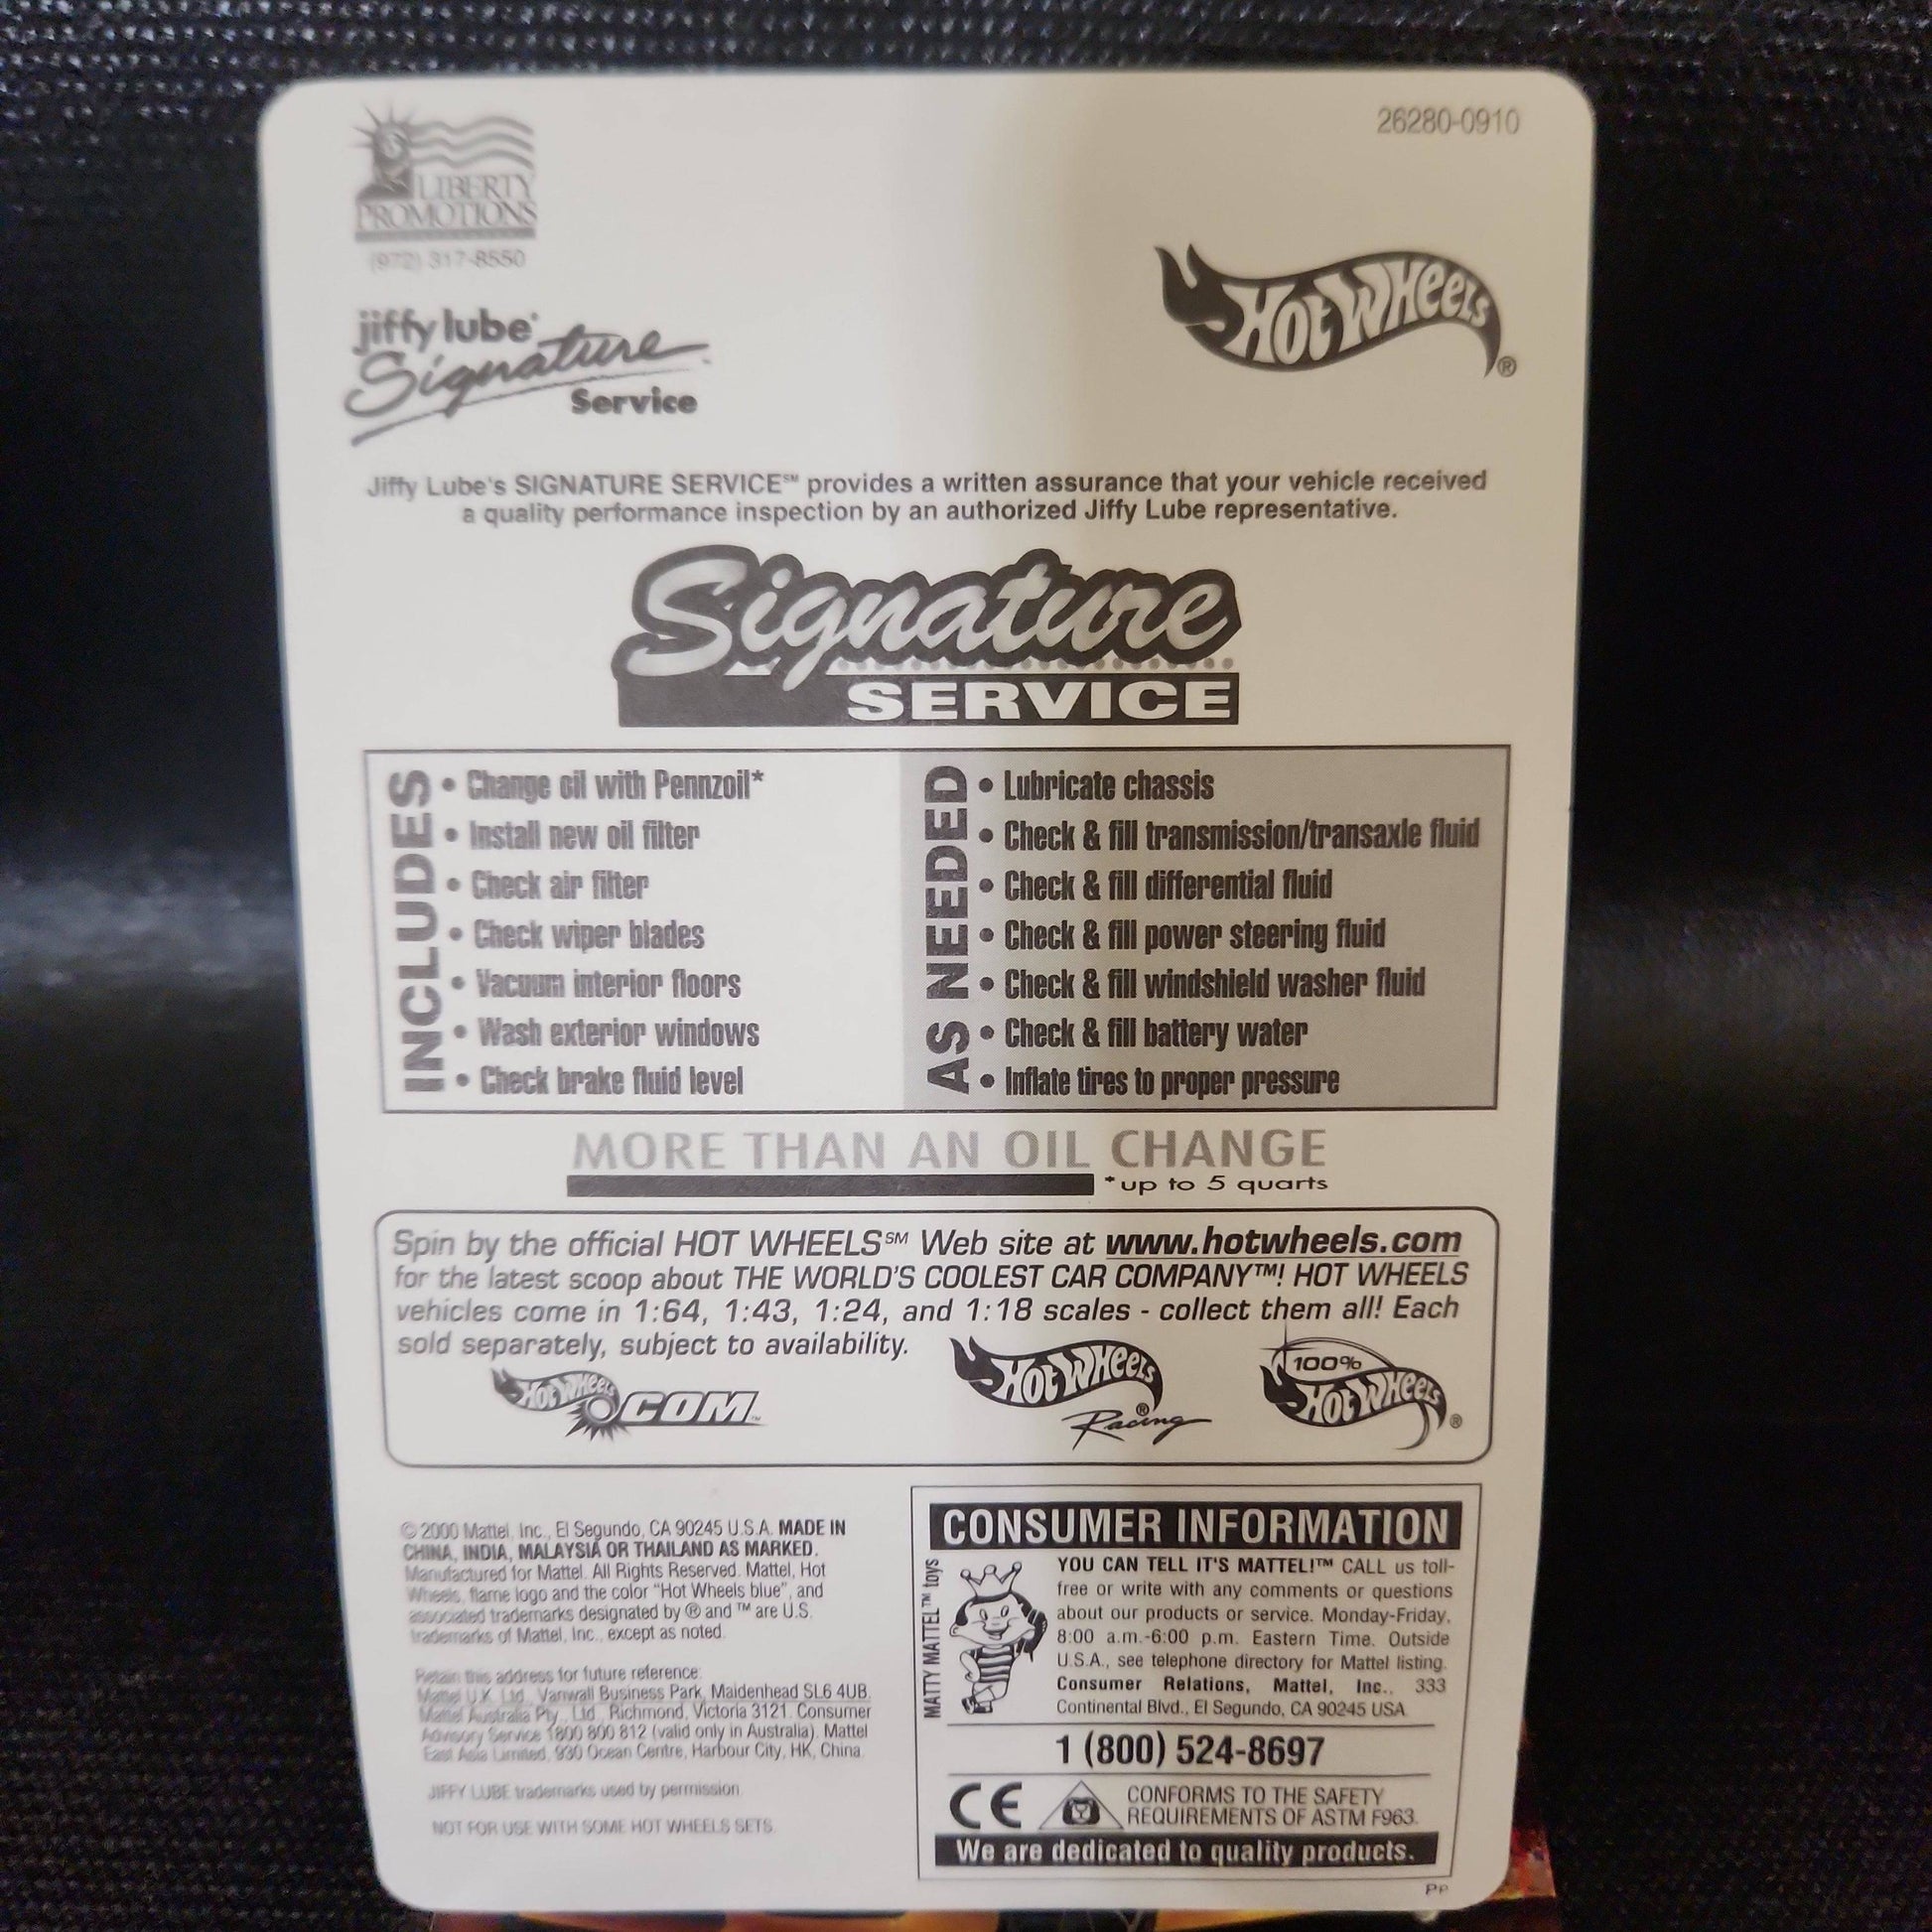 26280-0910
LIBERTY
PROMOTIONS
(972) 317-8550
HOT WHEELS®
jiffy lube®
Signature
Service
Jiffy Lube's SIGNATURE SERVICE℠ provides a written assurance that your vehicle received
a quality performance inspection by an authorized Jiffy Lube representative.
Signature
SERVICE
INCLUDES
• Change oil with Pennzoil*
• Install new oil filter
• Check air filter
• Check wiper blades
• Vacuum interior floors
• Wash exterior windows
• Check brake fluid level
AS NEEDED
• Lubricate chassis
• Check & fill transmission/transaxle fluid
• Check & fill differential fluid
• Check & fill power steering fluid
• Check & fill windshield washer fluid
• Check & fill battery water
• Inflate tires to proper pressure
MORE THAN AN OIL CHANGE
*up to 5 quarts
Spin by the official HOT WHEELS℠ Web site at www.hotwheels.com
for the latest scoop about THE WORLD'S COOLEST CAR COMPANY™! HOT WHEELS
vehicles come in 1:64, 1:43, 1:24, and 1:18 scales - collect them all! Each
sold separately, subject to availability.
HOT WHEELS .COM™
HOT WHEELS® Racing
100% HOT WHEELS®
© 2000 Mattel, Inc., El Segundo, CA 90245 U.S.A. MADE IN
CHINA, INDIA, MALAYSIA OR THAILAND AS MARKED.
Manufactured for Mattel. All Rights Reserved. Mattel, Hot
Wheels, flame logo and the color "Hot Wheels blue", and
associated trademarks designated by ® and ™ are U.S.
trademarks of Mattel, Inc., except as noted.
Retain this address for future reference:
Mattel U.K. Ltd., Vanwall Business Park, Maidenhead SL6 4UB.
Mattel Australia Pty., Ltd., Richmond, Victoria 3121. Consumer
Advisory Service 1800 800 812 (valid only in Australia). Mattel
East Asia Limited, 930 Ocean Centre, Harbour City, HK, China.
JIFFY LUBE trademarks used by permission.
NOT FOR USE WITH SOME HOT WHEELS SETS.
CONSUMER INFORMATION
MATTY MATTEL™ toys
YOU CAN TELL IT'S MATTEL!™ CALL us toll-
free or write with any comments or questions
about our products or service. Monday-Friday,
8:00 a.m.-6:00 p.m. Eastern Time. Outside
U.S.A., see telephone directory for Mattel listing.
Consumer Relations, Mattel, Inc., 333
Continental Blvd., El Segundo, CA 90245 USA
1 (800) 524-8697
CE
CONFORMS TO THE SAFETY
REQUIREMENTS OF ASTM F963.
We are dedicated to quality products.
PP